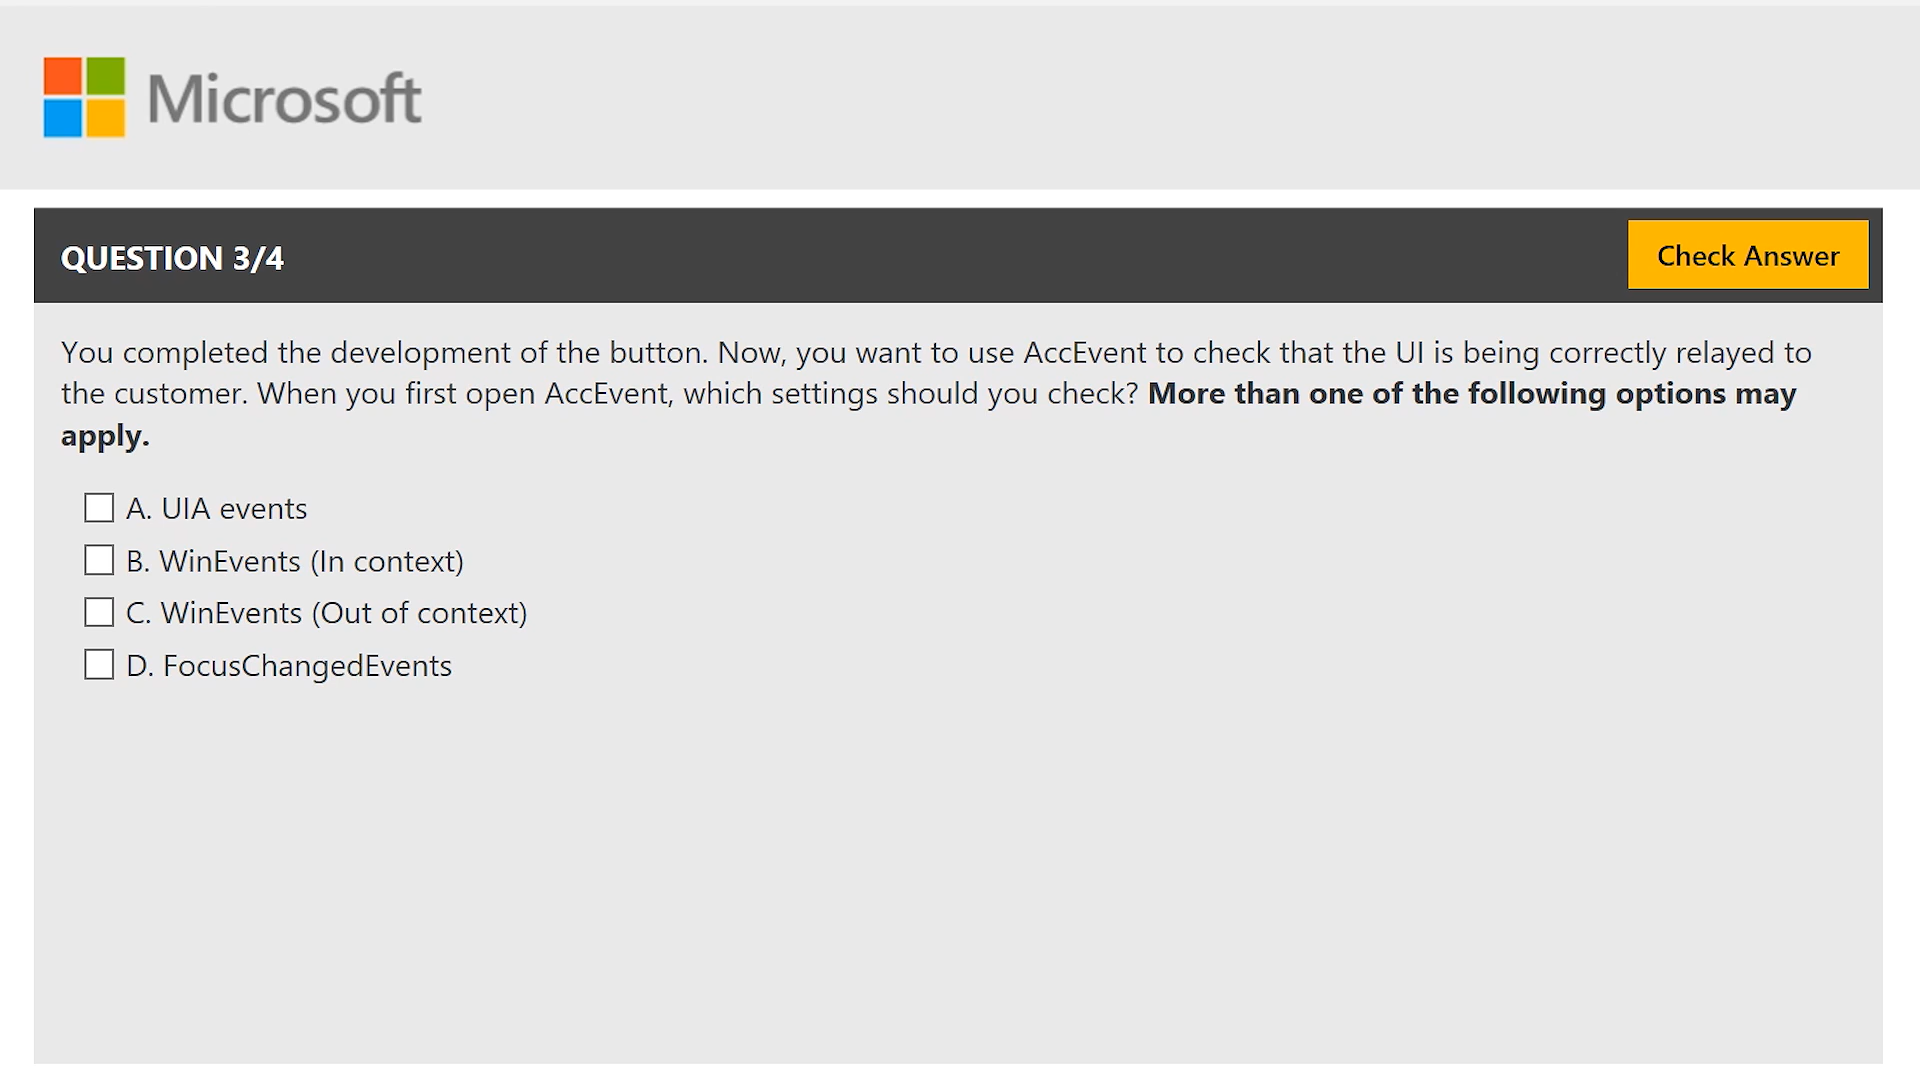 Microsoft
QUESTION 3/4
Check Answer
You completed the development of the button. Now, you want to use AccEvent to check that the UI is being correctly relayed to
the customer. When you first open AccEvent, which settings should you check? More than one of the following options may
apply.
A. UIA events
B. WinEvents (In context)
C. WinEvents (Out of context)
D. FocusChangedEvents